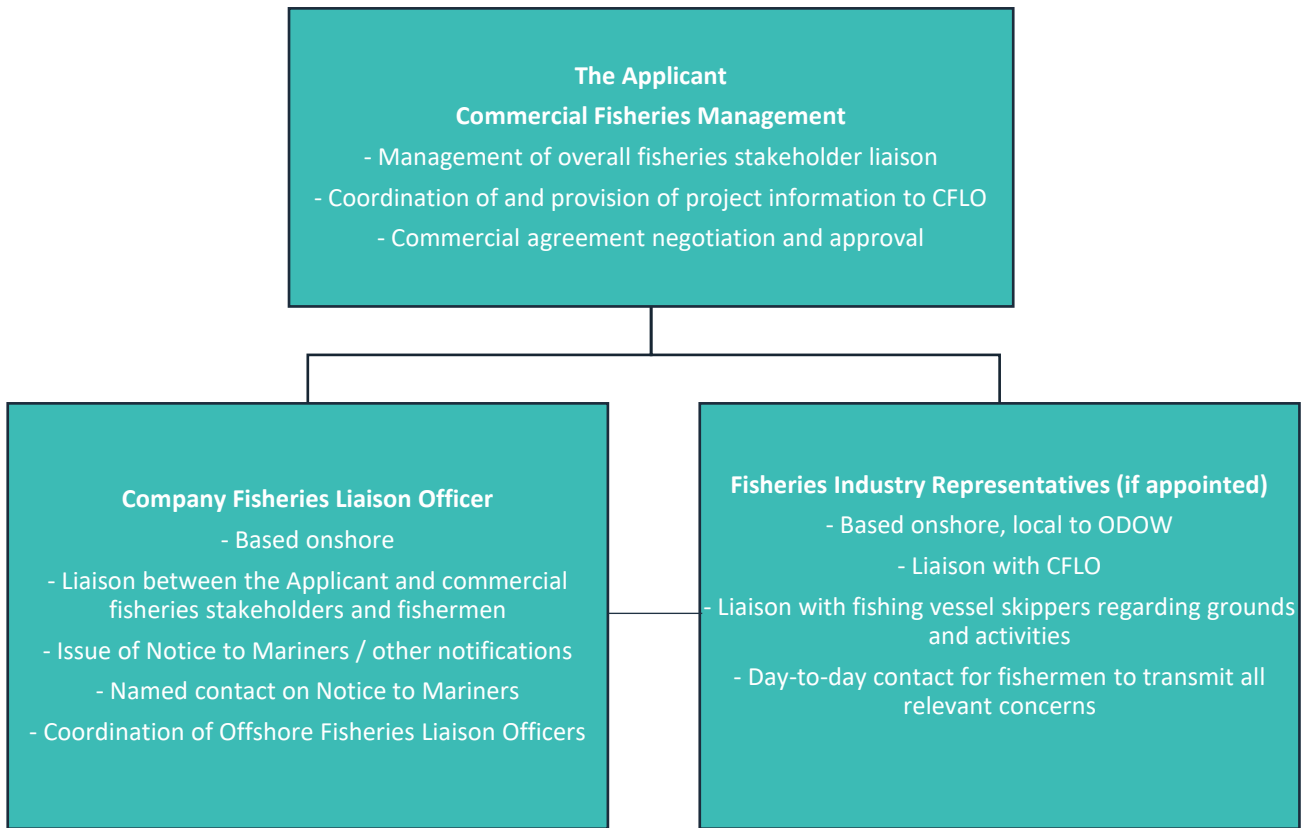 The Applicant
Commercial Fisheries Management
- Management of overall fisheries stakeholder liaison
- Coordination of and provision of project information to CFLO
- Commercial agreement negotiation and approval
Company Fisheries Liaison Officer
- Based onshore
- Liaison between the Applicant and commercial
fisheries stakeholders and fishermen
- Issue of Notice to Mariners / other notifications
- Named contact on Notice to Mariners
- Coordination of Offshore Fisheries Liaison Officers
Fisheries Industry Representatives (if appointed)
- Based onshore, local to ODOW
- Liaison with CFLO
- Liaison with fishing vessel skippers regarding grounds
and activities
- Day-to-day contact for fishermen to transmit all
relevant concerns